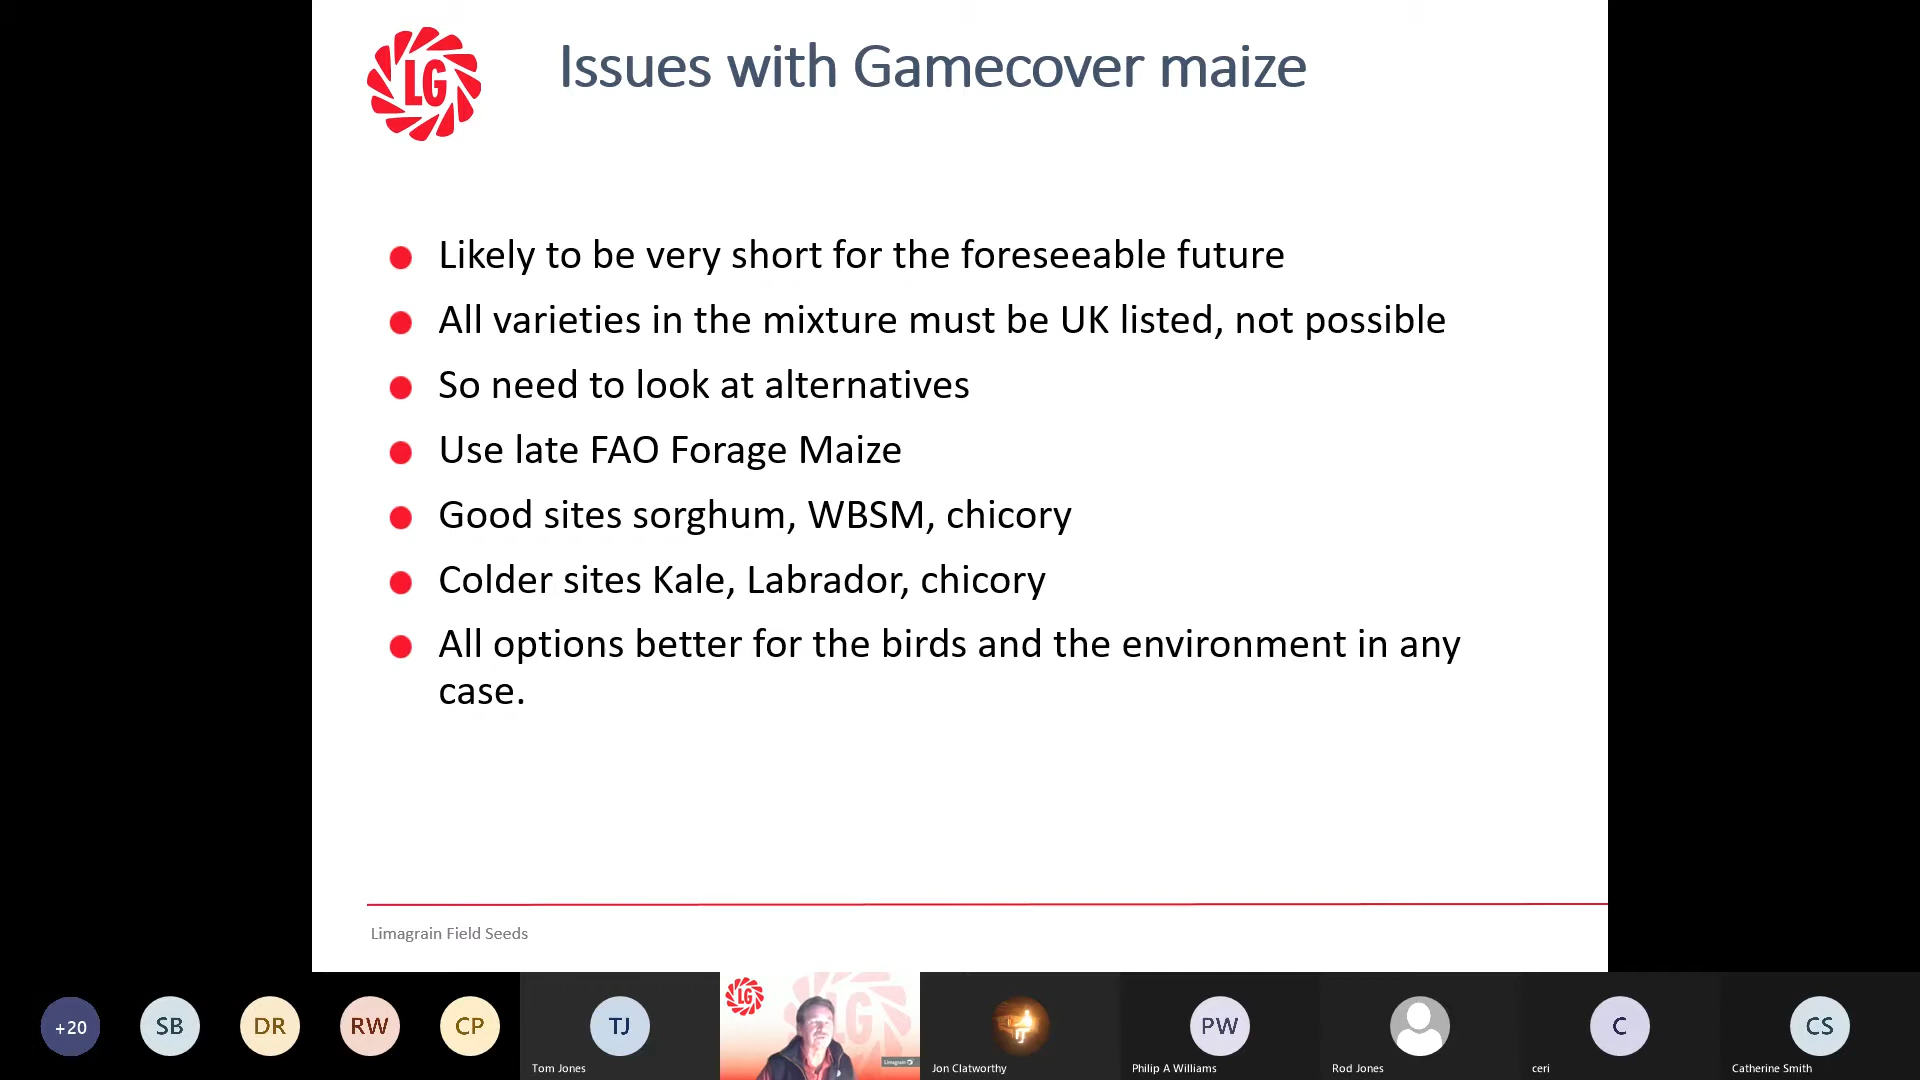 LG
Issues with Gamecover maize
Likely to be very short for the foreseeable future
All varieties in the mixture must be UK listed, not possible
So need to look at alternatives
Use late FAO Forage Maize
Good sites sorghum, WBSM, chicory
Colder sites Kale, Labrador, chicory
All options better for the birds and the environment in any
case.
Limagrain Field Seeds
+20
SB
DR
RW
CP
TJ
Tom Jones
LG
LG
Limagrain
Jon Clatworthy
PW
Philip A Williams
Rod Jones
C
ceri
CS
Catherine Smith